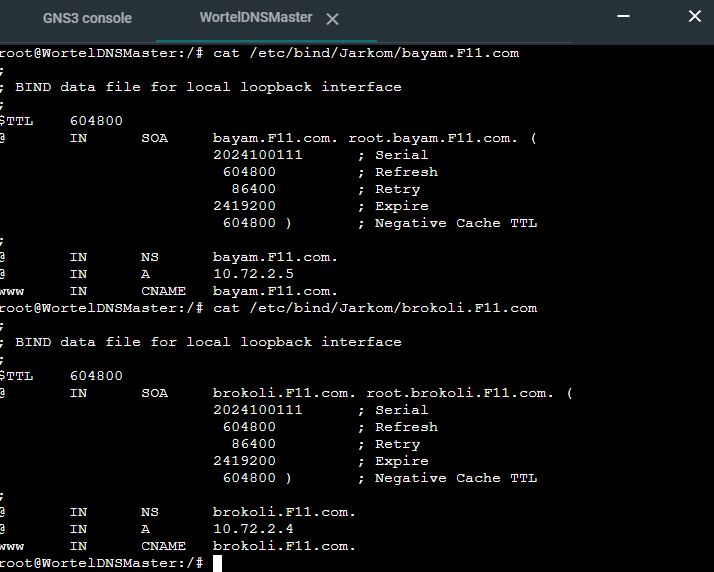 GNS3 console WortelDNSMaster
root@WortelDNSMaster:/# cat /etc/bind/Jarkom/bayam.F11.com
;
; BIND data file for local loopback interface
;
$TTL 604800
@ IN SOA bayam.F11.com. root.bayam.F11.com. (
2024100111 ; Serial
604800 ; Refresh
86400 ; Retry
2419200 ; Expire
604800 ) ; Negative Cache TTL
;
@ IN NS bayam.F11.com.
@ IN A 10.72.2.5
www IN CNAME bayam.F11.com.
root@WortelDNSMaster:/# cat /etc/bind/Jarkom/brokoli.F11.com
;
; BIND data file for local loopback interface
;
$TTL 604800
@ IN SOA brokoli.F11.com. root.brokoli.F11.com. (
2024100111 ; Serial
604800 ; Refresh
86400 ; Retry
2419200 ; Expire
604800 ) ; Negative Cache TTL
;
@ IN NS brokoli.F11.com.
@ IN A 10.72.2.4
www IN CNAME brokoli.F11.com.
root@WortelDNSMaster:/#